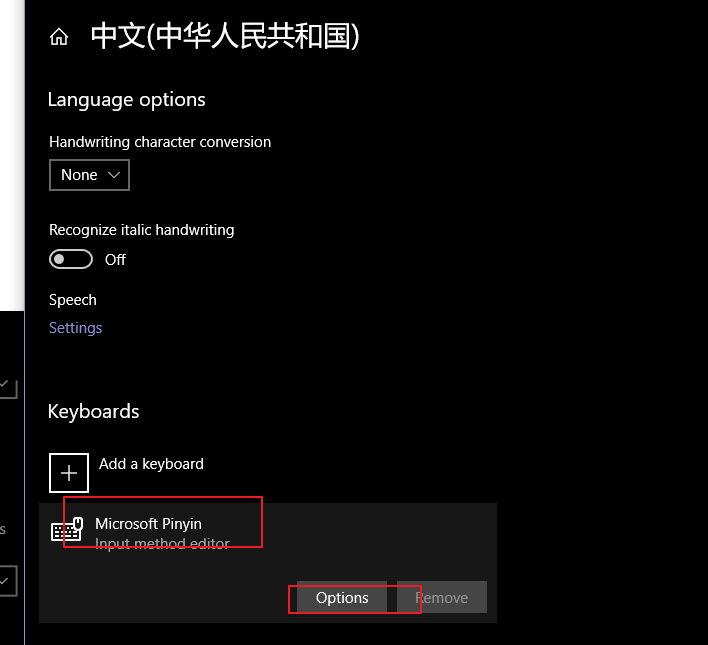 中文(中华人民共和国)
Language options
Handwriting character conversion
None
Recognize italic handwriting
Off
Speech
Settings
Keyboards
Add a keyboard
s
Microsoft Pinyin
Input method editor
Options
Remove